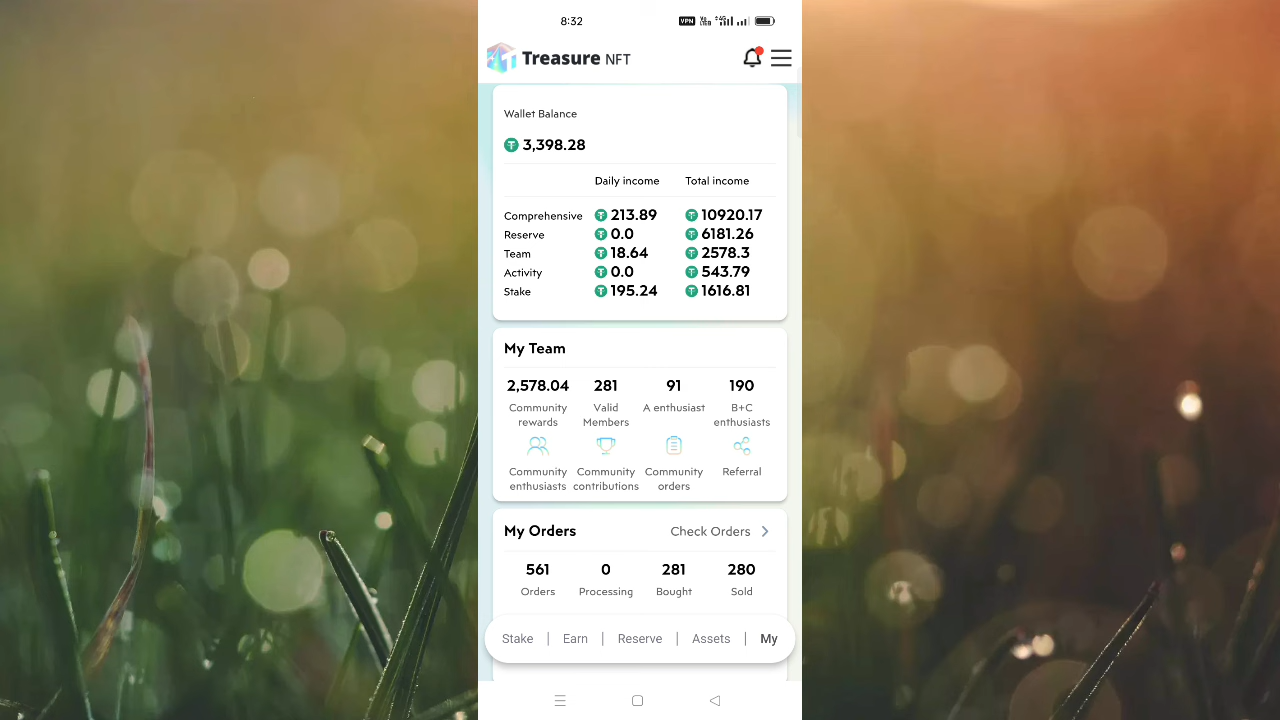 8:32
VPN
Treasure NFT
Wallet Balance
3,398.28
Daily income Total income
Comprehensive 213.89 10920.17
Reserve 0.0 6181.26
Team 18.64 2578.3
Activity 0.0 543.79
Stake 195.24 1616.81
My Team
2,578.04 281 91 190
Community Valid A enthusiast B+C
rewards Members enthusiasts
Community Community Community Referral
enthusiasts contributions orders
My Orders Check Orders
561 0 281 280
Orders Processing Bought Sold
Stake | Earn | Reserve | Assets | My